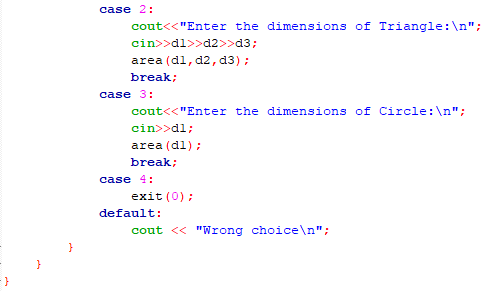 case 2:
cout<<"Enter the dimensions of Triangle:\n";
cin>>d1>>d2>>d3;
area(d1,d2,d3);
break;
case 3:
cout<<"Enter the dimensions of Circle:\n";
cin>>d1;
area(d1);
break;
case 4:
exit(0);
default:
cout << "Wrong choice\n";
}
}
}